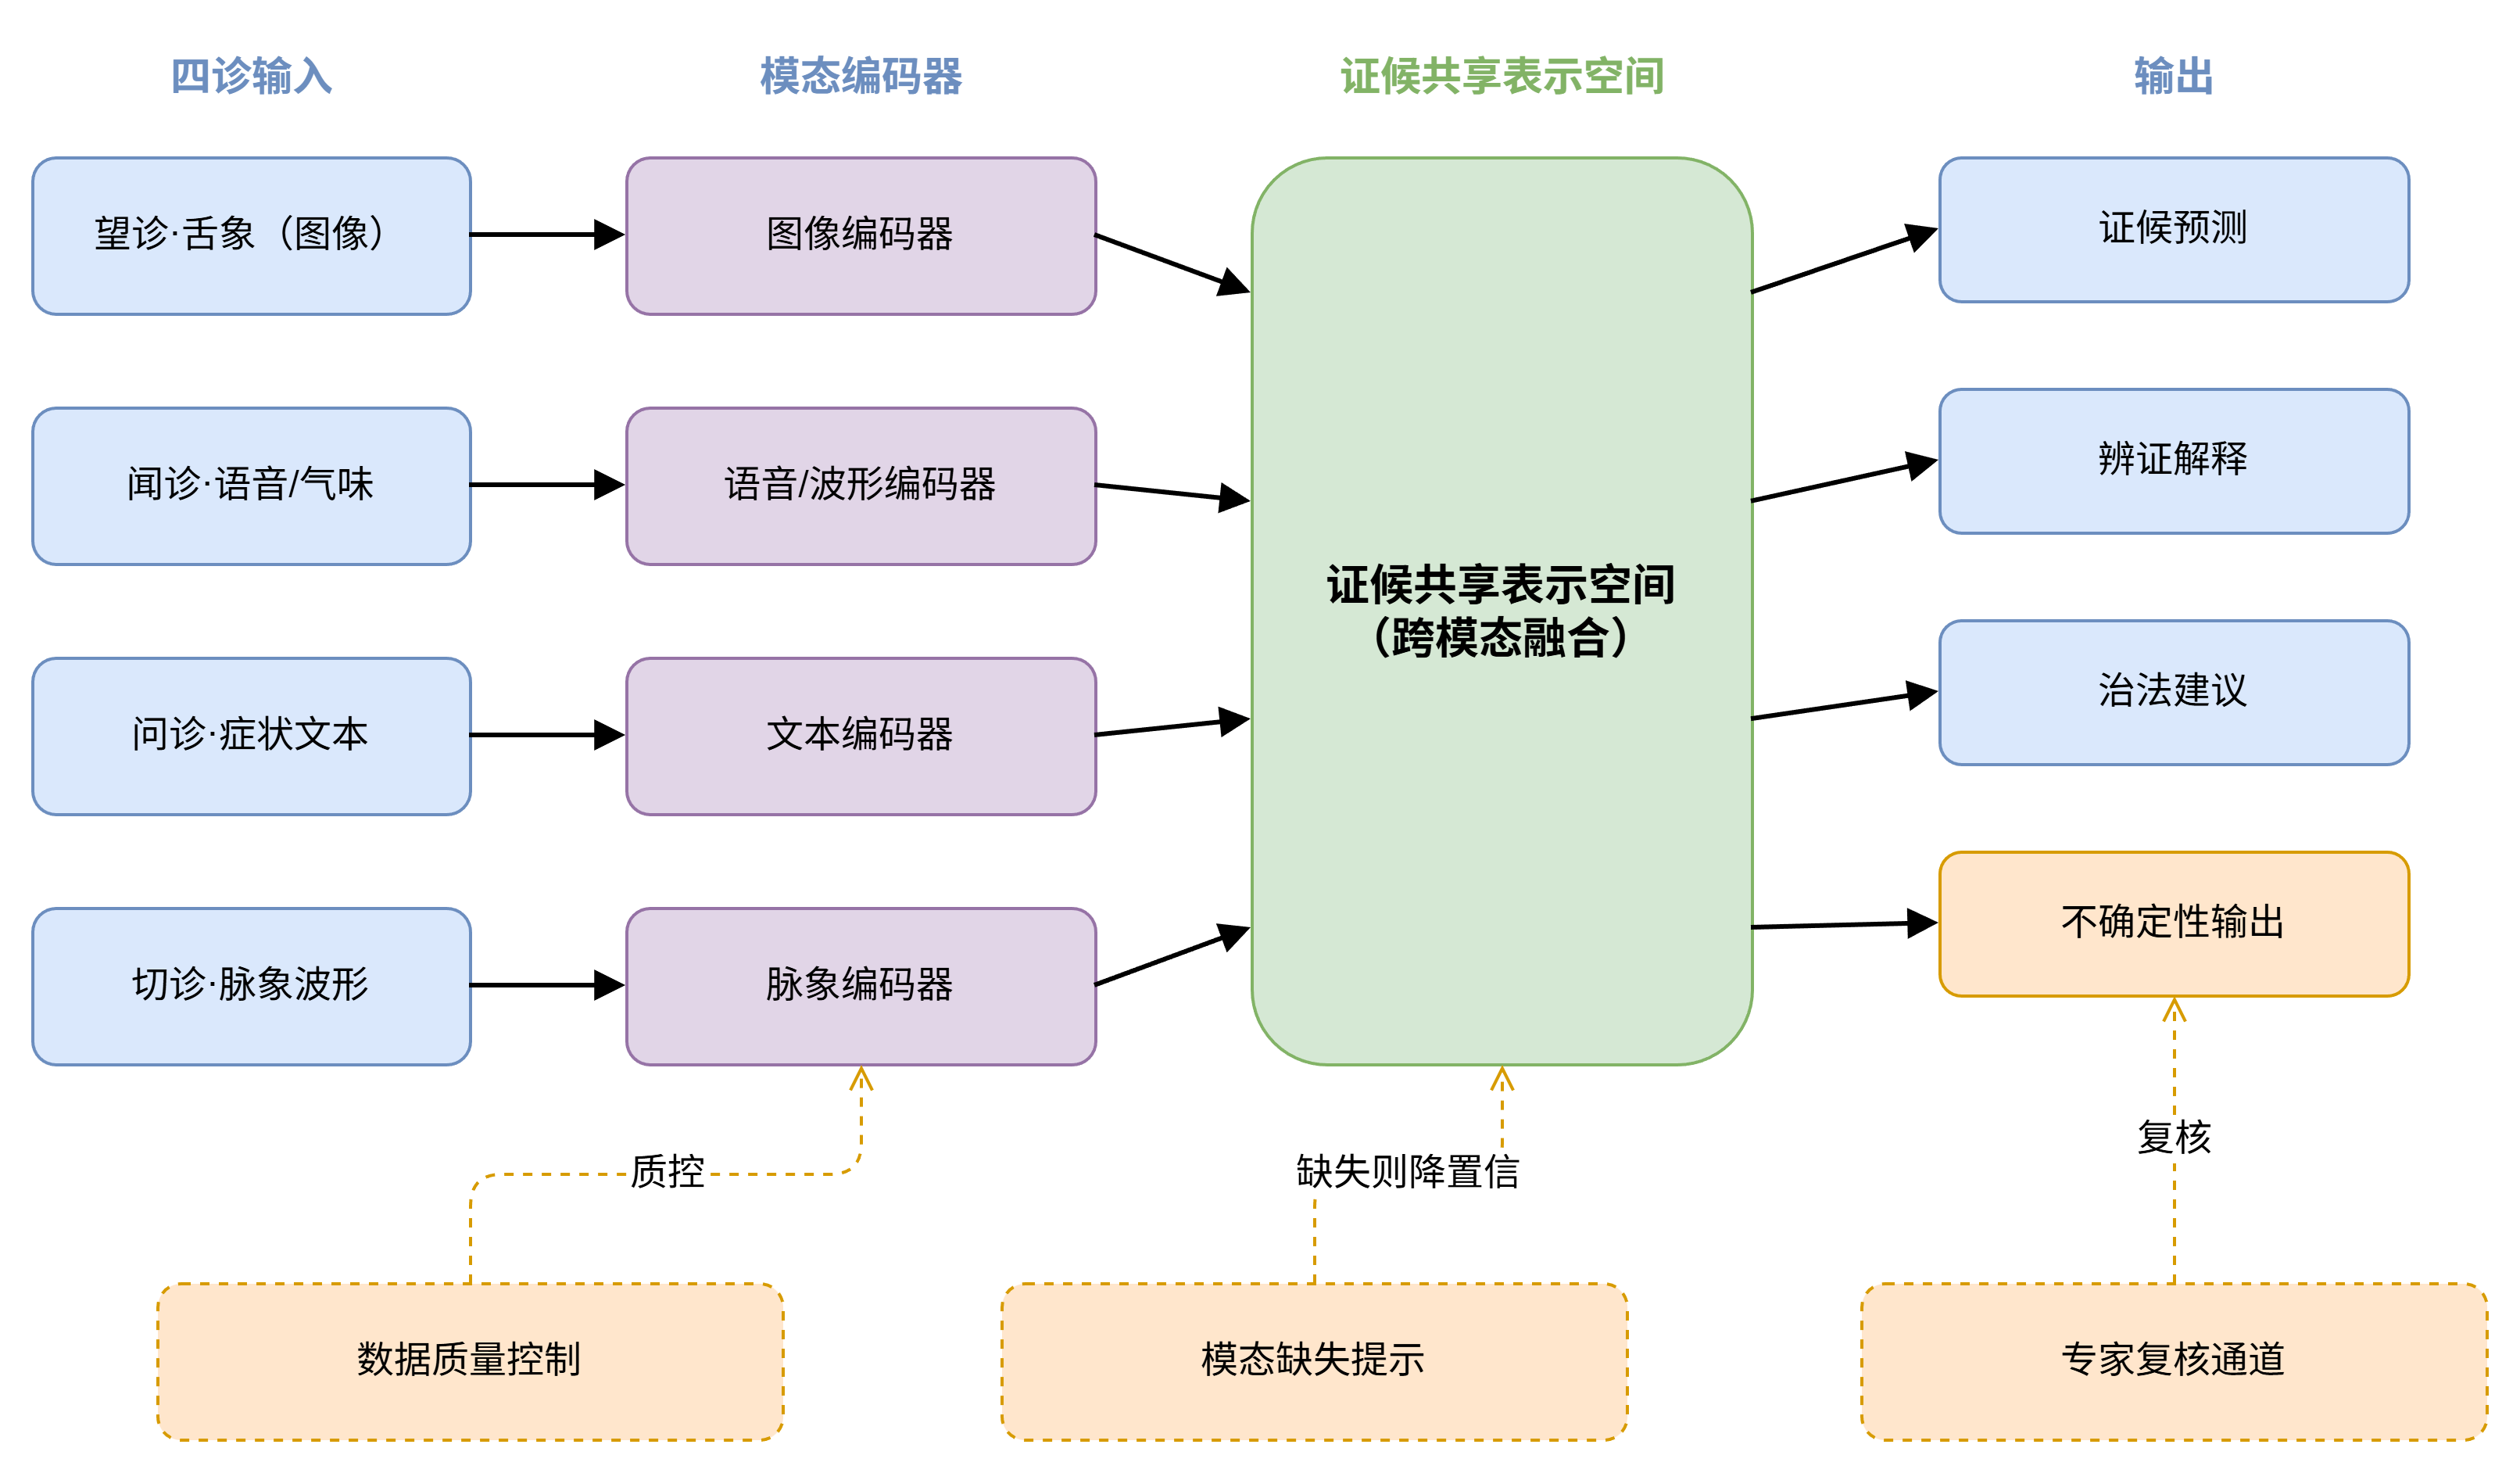 四诊输入
模态编码器
证候共享表示空间
输出
望诊·舌象（图像）
图像编码器
证候预测
闻诊·语音/气味
语音/波形编码器
辨证解释
证候共享表示空间
（跨模态融合）
问诊·症状文本
文本编码器
治法建议
切诊·脉象波形
脉象编码器
不确定性输出
质控
缺失则降置信
复核
数据质量控制
模态缺失提示
专家复核通道